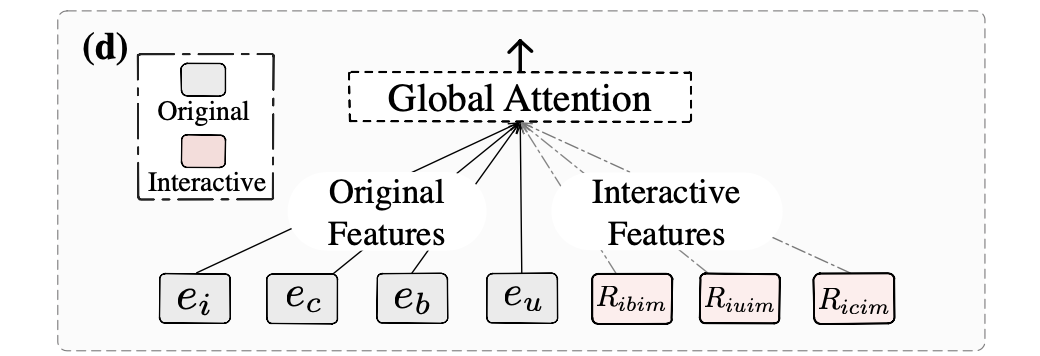 (d)
Original
Interactive
Global Attention
Original
Features
Interactive
Features
e_i e_c e_b e_u R_{ibim} R_{iuim} R_{icim}